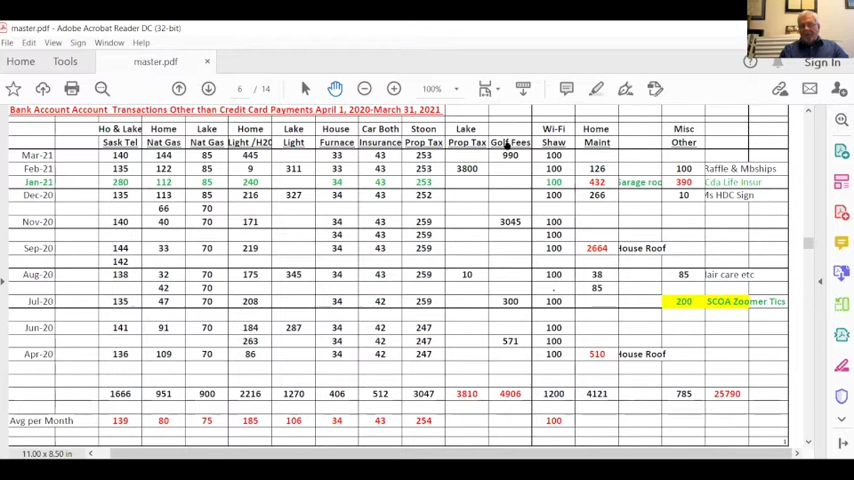 master.pdf - Adobe Acrobat Reader DC (32-bit)
File Edit View Sign Window Help
Home Tools master.pdf × Sign In
6 / 14 100%
Bank Account Account Transactions Other than Credit Card Payments April 1, 2020-March 31, 2021
Ho & Lake Home Lake Home Lake House Car Both Stoon Lake Wi-Fi Home Misc
Sask Tel Nat Gas Nat Gas Light /H20 Light Furnace Insurance Prop Tax Prop Tax Golf Fees Shaw Maint Other
Mar-21 140 144 85 445 33 43 253 990 100
Feb-21 135 122 85 9 311 33 43 253 3800 100 126 100 Raffle & Mbships
Jan-21 280 112 85 240 34 43 253 100 432 Garage roo 390 Cda Life Insur
Dec-20 135 113 85 216 327 34 43 252 100 266 10 Ms HDC Sign
66 70
Nov-20 140 40 70 171 34 43 259 3045 100
34 43 259 100
Sep-20 144 33 70 219 34 43 259 100 2664 House Roof
142
Aug-20 138 32 70 175 345 34 43 259 10 100 38 85 Hair care etc
42 70 . 85
Jul-20 135 47 70 208 34 42 259 300 100 200 SCOA Zoomer Tics
Jun-20 141 91 70 184 287 34 42 247 100
263 34 42 247 571 100
Apr-20 136 109 70 86 34 42 247 100 510 House Roof
1666 951 900 2216 1270 406 512 3047 3810 4906 1200 4121 785 25790
Avg per Month 139 80 75 185 106 34 43 254 100
1
11.00 x 8.50 in